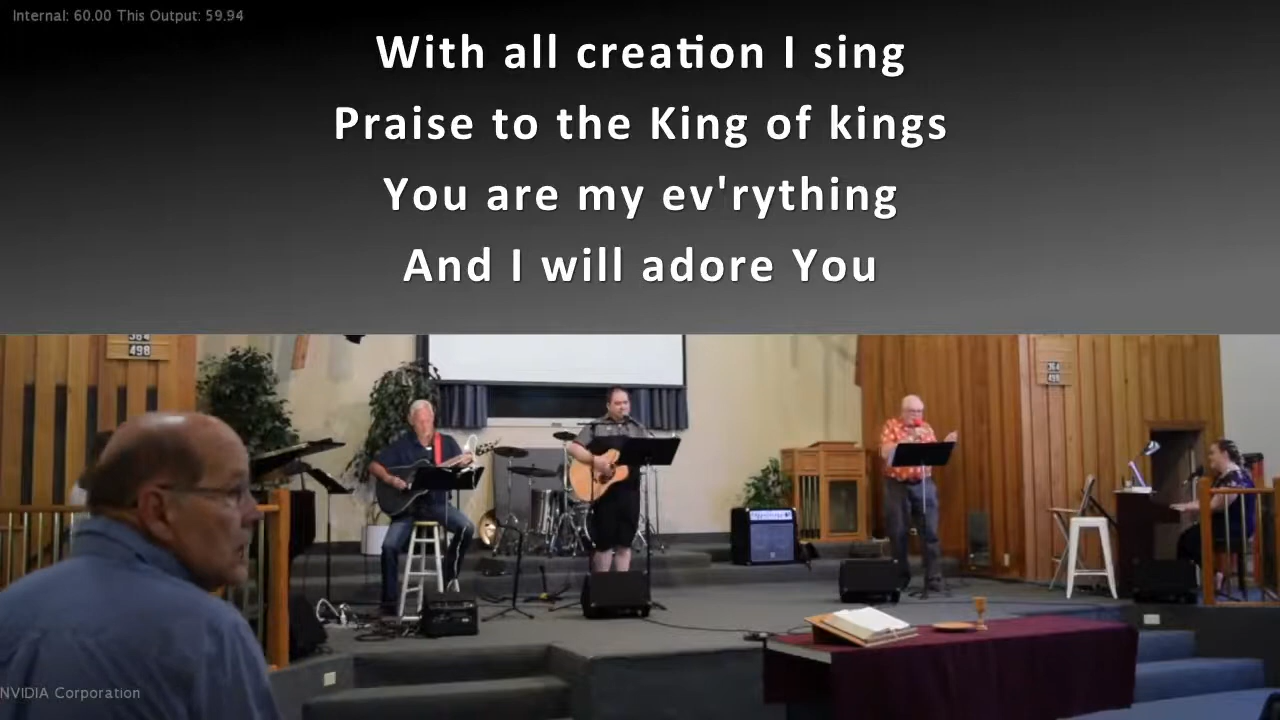 Internal: 60.00 This Output: 59.94
With all creation I sing
Praise to the King of kings
You are my ev'rything
And I will adore You
498
NVIDIA Corporation